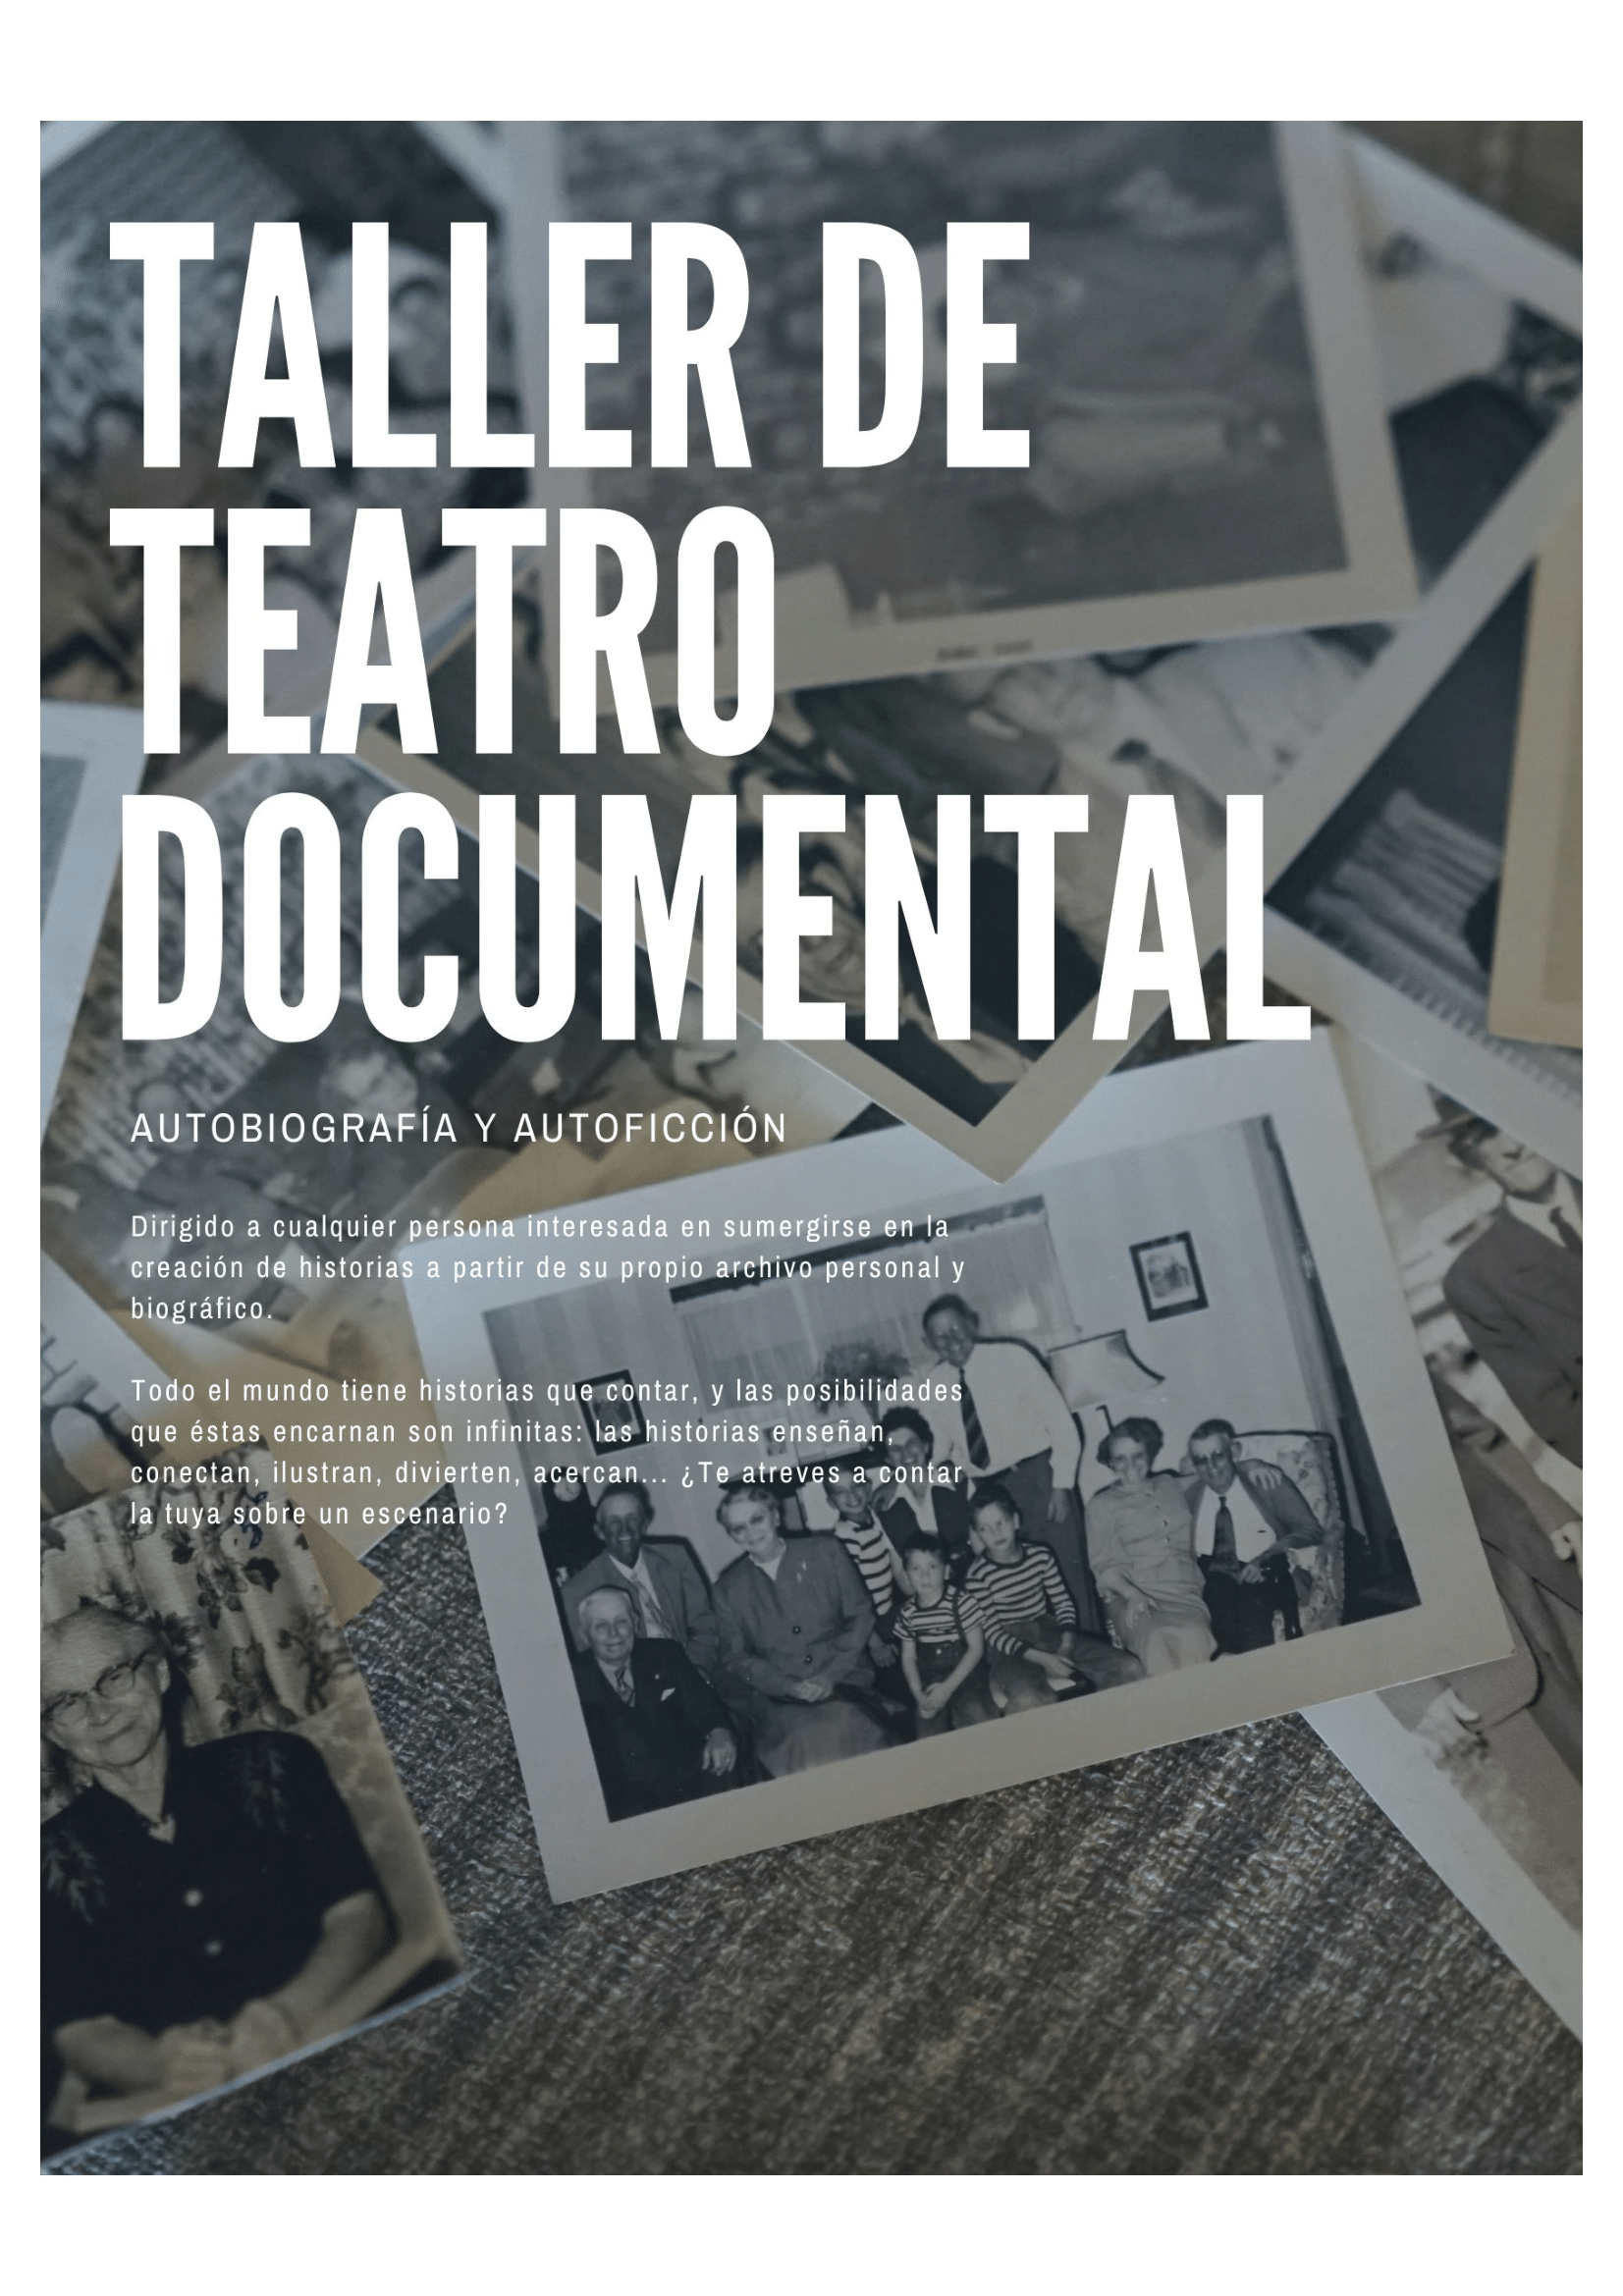 TALLER DE
TEATRO
DOCUMENTAL
AUTOBIOGRAFÍA Y AUTOFICCIÓN
Dirigido a cualquier persona interesada en sumergirse en la
creación de historias a partir de su propio archivo personal y
biográfico.
Todo el mundo tiene historias que contar, y las posibilidades
que éstas encarnan son infinitas: las historias enseñan,
conectan, ilustran, divierten, acercan... ¿Te atreves a contar
la tuya sobre un escenario?